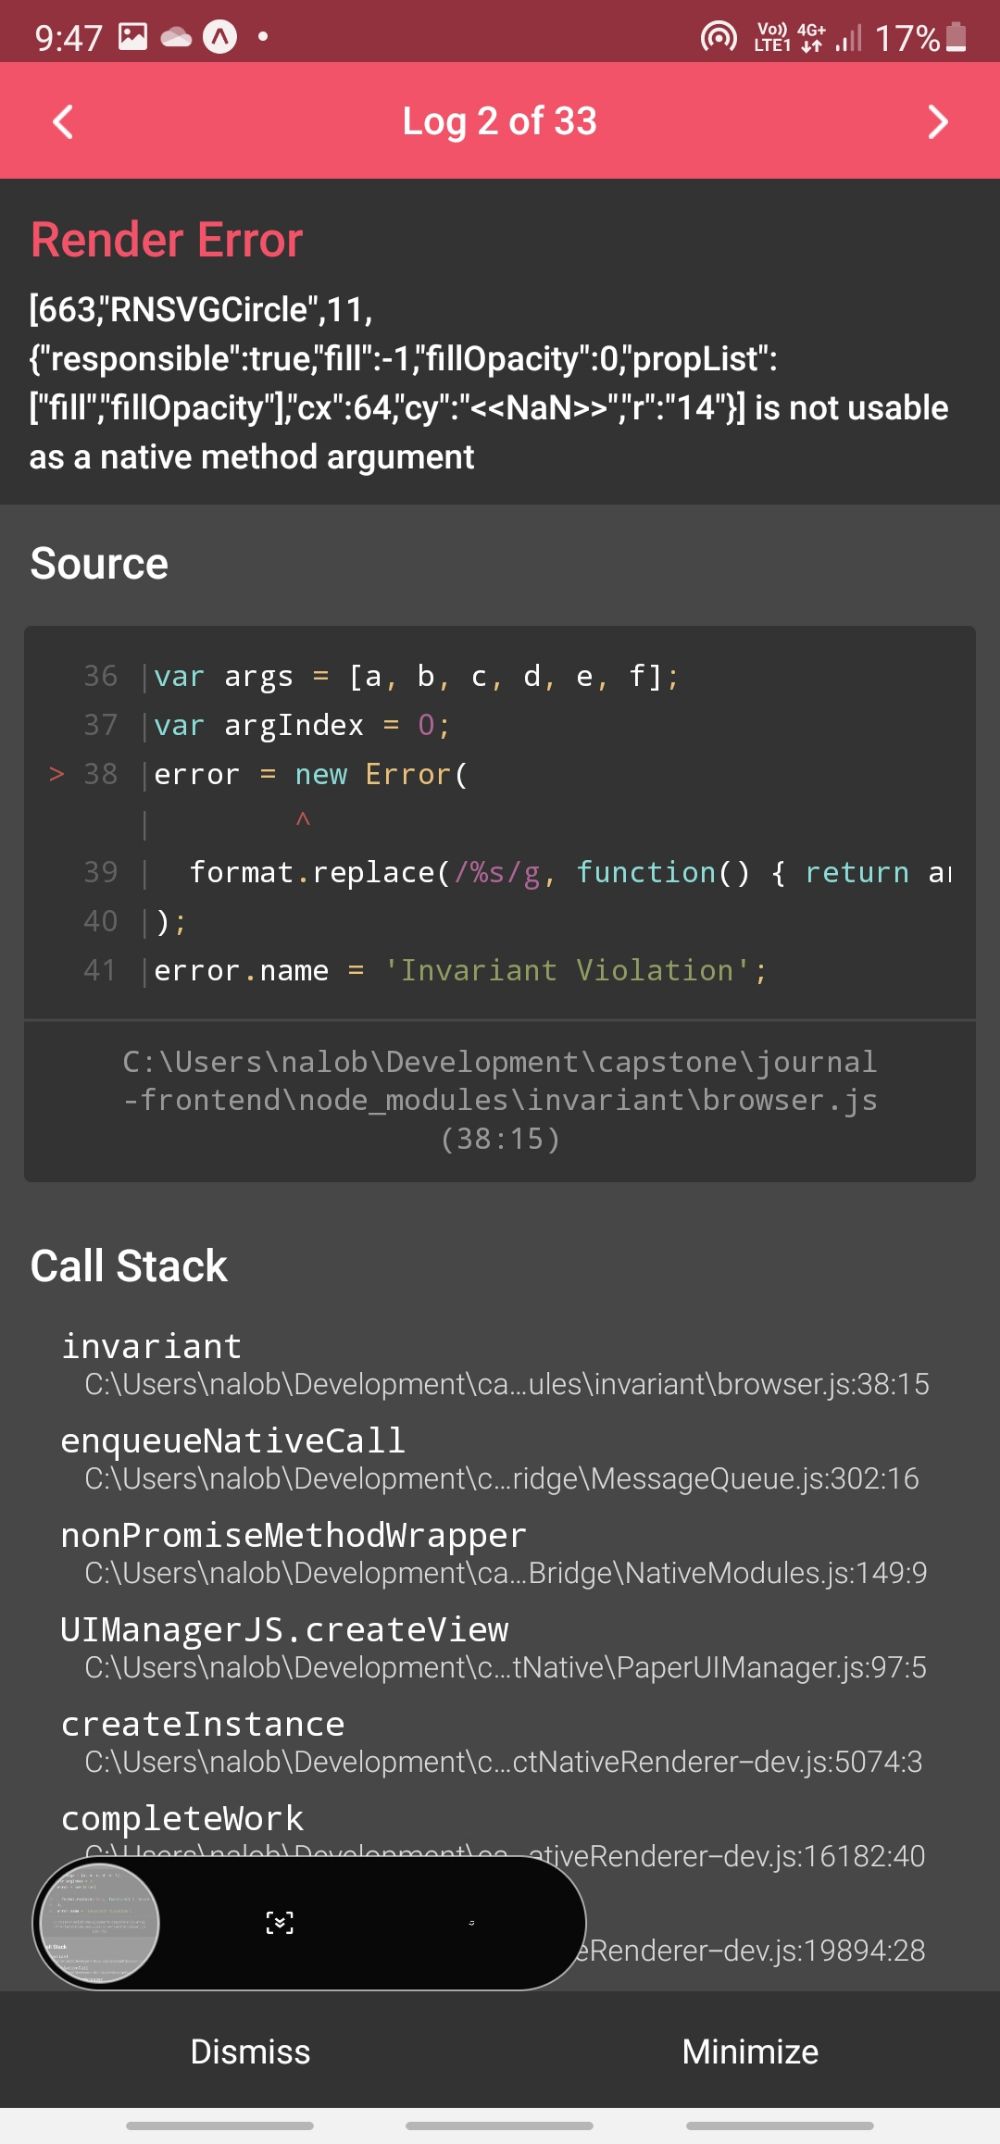 9:47
Vo)) 4G+
LTE1
17%
Log 2 of 33
Render Error
[663,"RNSVGCircle",11,
{"responsible":true,"fill":-1,"fillOpacity":0,"propList":
["fill","fillOpacity"],"cx":64,"cy":"<<NaN>>","r":"14"}] is not usable
as a native method argument
Source
36 |var args = [a, b, c, d, e, f];
37 |var argIndex = 0;
> 38 |error = new Error(
| ^
39 | format.replace(/%s/g, function() { return ar
40 |);
41 |error.name = 'Invariant Violation';
C:\Users\nalob\Development\capstone\journal
-frontend\node_modules\invariant\browser.js
(38:15)
Call Stack
invariant
C:\Users\nalob\Development\ca...ules\invariant\browser.js:38:15
enqueueNativeCall
C:\Users\nalob\Development\c...ridge\MessageQueue.js:302:16
nonPromiseMethodWrapper
C:\Users\nalob\Development\ca...Bridge\NativeModules.js:149:9
UIManagerJS.createView
C:\Users\nalob\Development\c...tNative\PaperUIManager.js:97:5
createInstance
C:\Users\nalob\Development\c...ctNativeRenderer-dev.js:5074:3
completeWork
C:\Users\nalob\Development\ca...ativeRenderer-dev.js:16182:40
eRenderer-dev.js:19894:28
Dismiss
Minimize